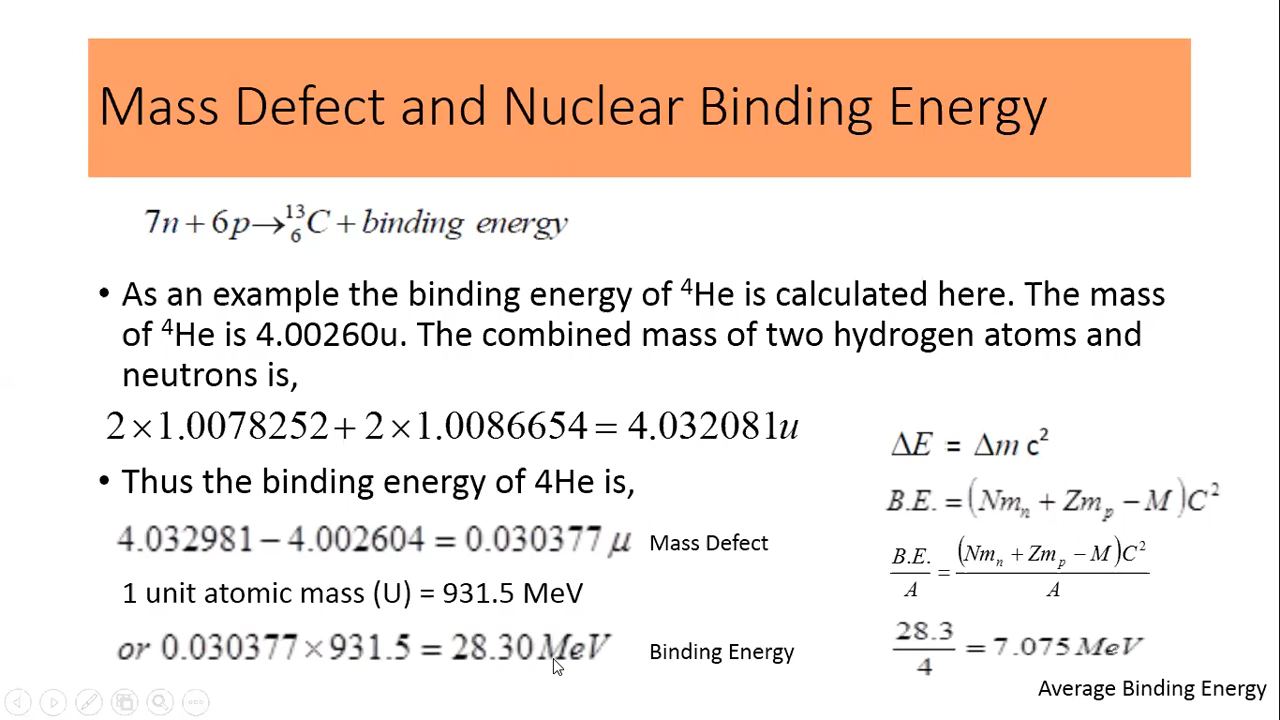 Mass Defect and Nuclear Binding Energy
7n + 6p → ¹³₆C + binding energy
• As an example the binding energy of ⁴He is calculated here. The mass
of ⁴He is 4.00260u. The combined mass of two hydrogen atoms and
neutrons is,
2 × 1.0078252 + 2 × 1.0086654 = 4.032081u
• Thus the binding energy of 4He is,
4.032981 − 4.002604 = 0.030377 μ Mass Defect
1 unit atomic mass (U) = 931.5 MeV
or 0.030377 × 931.5 = 28.30 MeV Binding Energy
ΔE = Δm c²
B.E. = (Nmₙ + Zmₚ − M)C²
B.E./A = (Nmₙ + Zmₚ − M)C²/A
28.3/4 = 7.075 MeV
Average Binding Energy